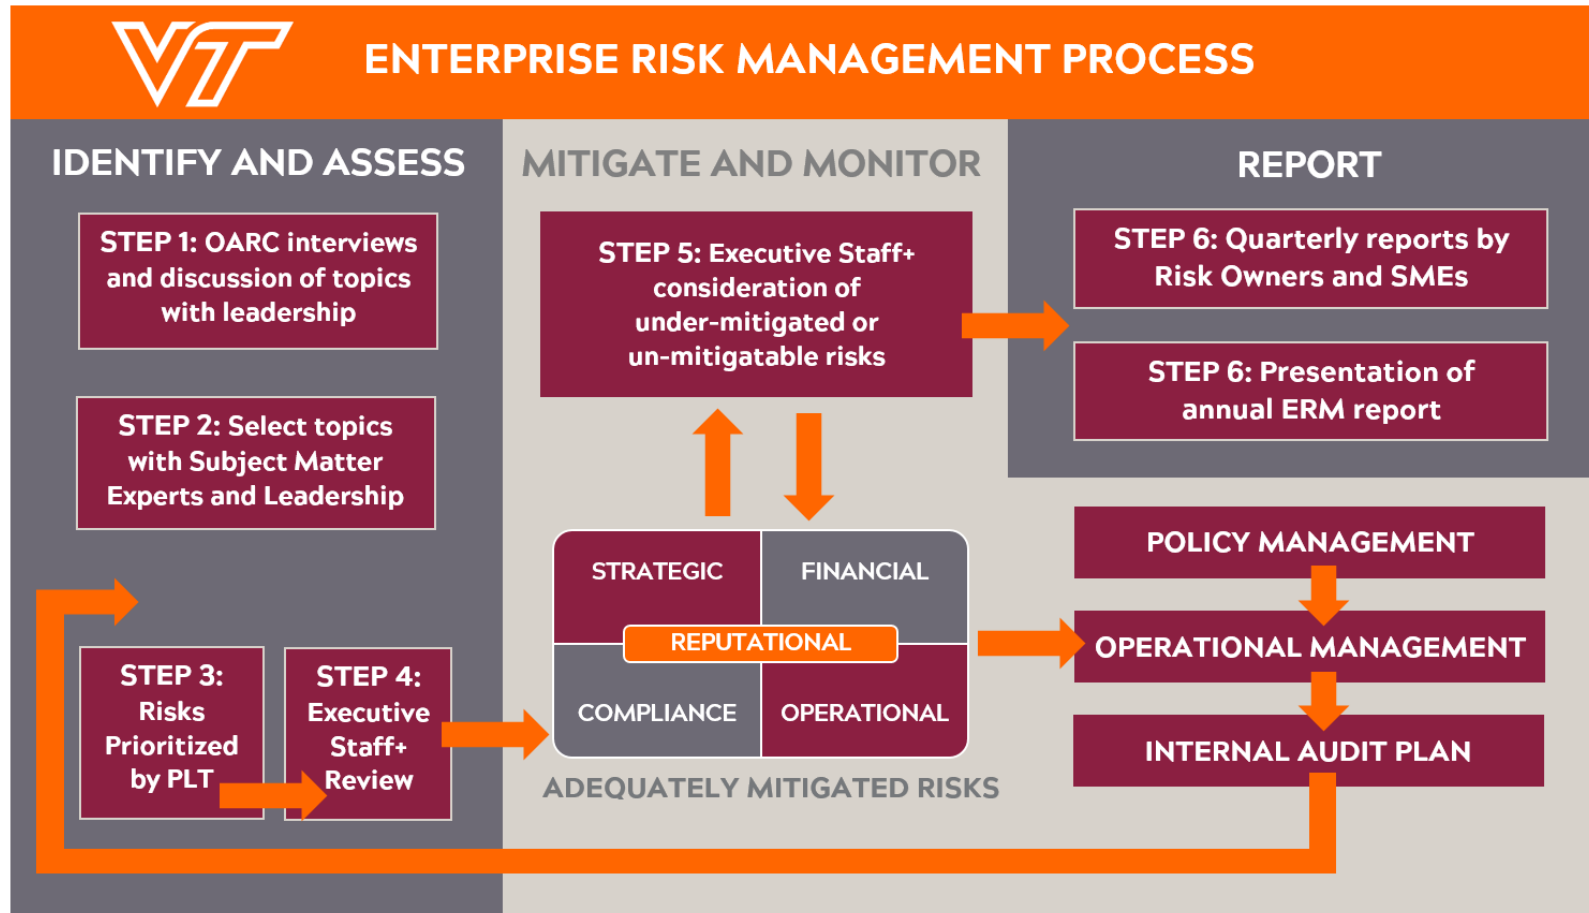 VT
ENTERPRISE RISK MANAGEMENT PROCESS
IDENTIFY AND ASSESS
STEP 1: OARC interviews
and discussion of topics
with leadership
STEP 2: Select topics
with Subject Matter
Experts and Leadership
STEP 3:
Risks
Prioritized
by PLT
STEP 4:
Executive
Staff+
Review
MITIGATE AND MONITOR
STEP 5: Executive Staff+
consideration of
under-mitigated or
un-mitigatable risks
STRATEGIC
FINANCIAL
REPUTATIONAL
COMPLIANCE
OPERATIONAL
ADEQUATELY MITIGATED RISKS
REPORT
STEP 6: Quarterly reports by
Risk Owners and SMEs
STEP 6: Presentation of
annual ERM report
POLICY MANAGEMENT
OPERATIONAL MANAGEMENT
INTERNAL AUDIT PLAN